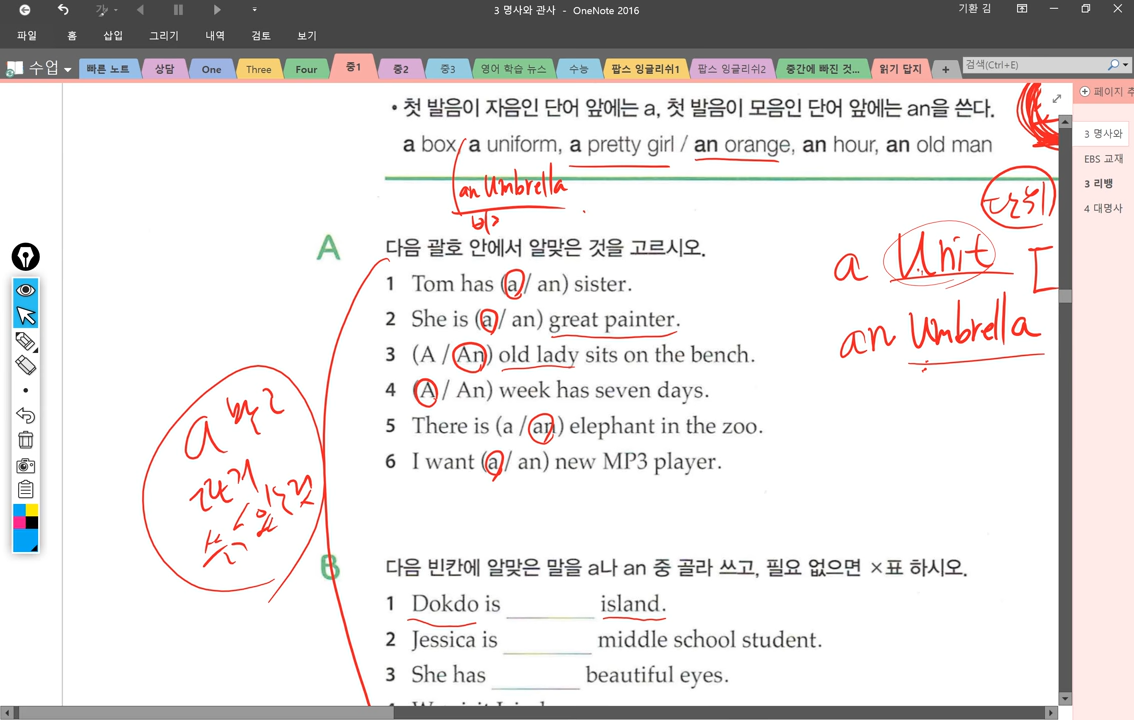 3 명사와 관사 - OneNote 2016
기환 김
파일 홈 삽입 그리기 내역 검토 보기
수업 빠른 노트 상담 One Three Four 중1 중2 중3 영어 학습 뉴스 수능 팝스 잉글리쉬1 팝스 잉글리쉬2 중간에 빠진 것... 읽기 답지 +
검색(Ctrl+E)
페이지 추
3 명사와
EBS 교재
3 리뱅
4 대명사
• 첫 발음이 자음인 단어 앞에는 a, 첫 발음이 모음인 단어 앞에는 an을 쓴다.
a box, a uniform, a pretty girl / an orange, an hour, an old man
an Umbrella
단위
a Unit [
an Umbrella
A 다음 괄호 안에서 알맞은 것을 고르시오.
1 Tom has (a / an) sister.
2 She is (a / an) great painter.
3 (A / An) old lady sits on the bench.
4 (A / An) week has seven days.
5 There is (a / an) elephant in the zoo.
6 I want (a / an) new MP3 player.
a
B 다음 빈칸에 알맞은 말을 a나 an 중 골라 쓰고, 필요 없으면 ×표 하시오.
1 Dokdo is ________ island.
2 Jessica is ________ middle school student.
3 She has ________ beautiful eyes.